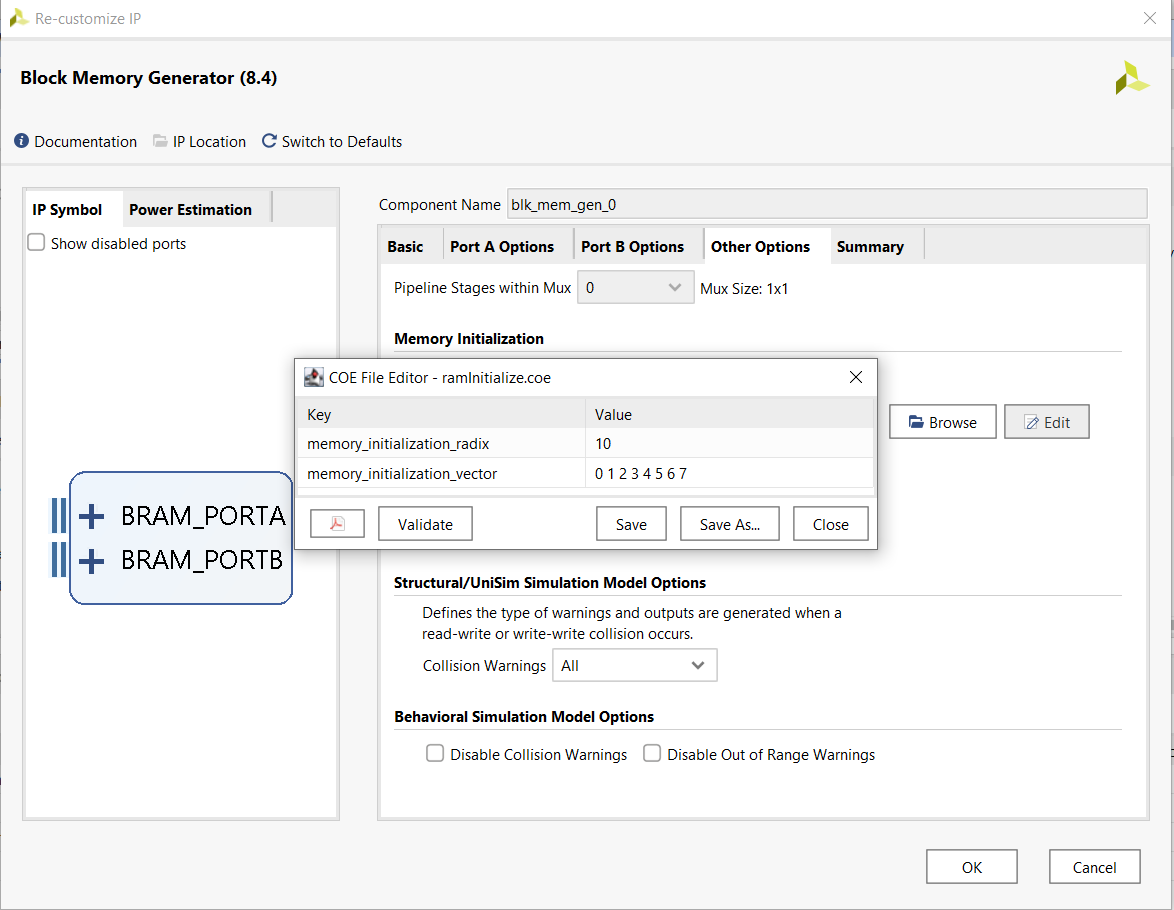 Re-customize IP
Block Memory Generator (8.4)
Documentation IP Location Switch to Defaults
IP Symbol Power Estimation
Show disabled ports
BRAM_PORTA
BRAM_PORTB
Component Name blk_mem_gen_0
Basic Port A Options Port B Options Other Options Summary
Pipeline Stages within Mux 0 Mux Size: 1x1
Memory Initialization
COE File Editor - ramInitialize.coe
Key Value
memory_initialization_radix 10
memory_initialization_vector 0 1 2 3 4 5 6 7
Validate Save Save As... Close
Browse Edit
Structural/UniSim Simulation Model Options
Defines the type of warnings and outputs are generated when a
read-write or write-write collision occurs.
Collision Warnings All
Behavioral Simulation Model Options
Disable Collision Warnings Disable Out of Range Warnings
OK Cancel